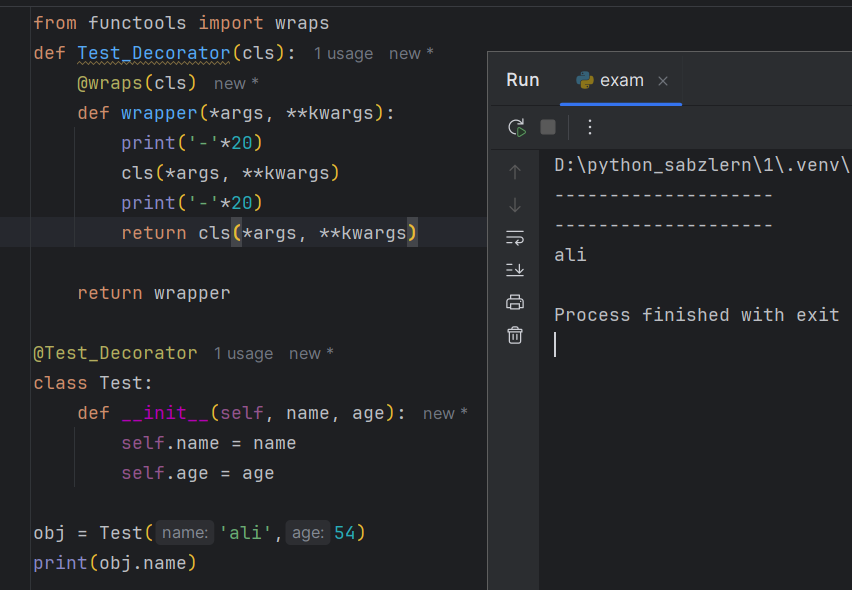 from functools import wraps
def Test_Decorator(cls): 1 usage new *
    @wraps(cls) new *
    def wrapper(*args, **kwargs):
        print('-'*20)
        cls(*args, **kwargs)
        print('-'*20)
        return cls(*args, **kwargs)
    return wrapper
@Test_Decorator 1 usage new *
class Test:
    def __init__(self, name, age): new *
        self.name = name
        self.age = age
obj = Test(name: 'ali', age: 54)
print(obj.name)
Run exam
D:\python_sabzlern\1\.venv\
--------------------
--------------------
ali
Process finished with exit